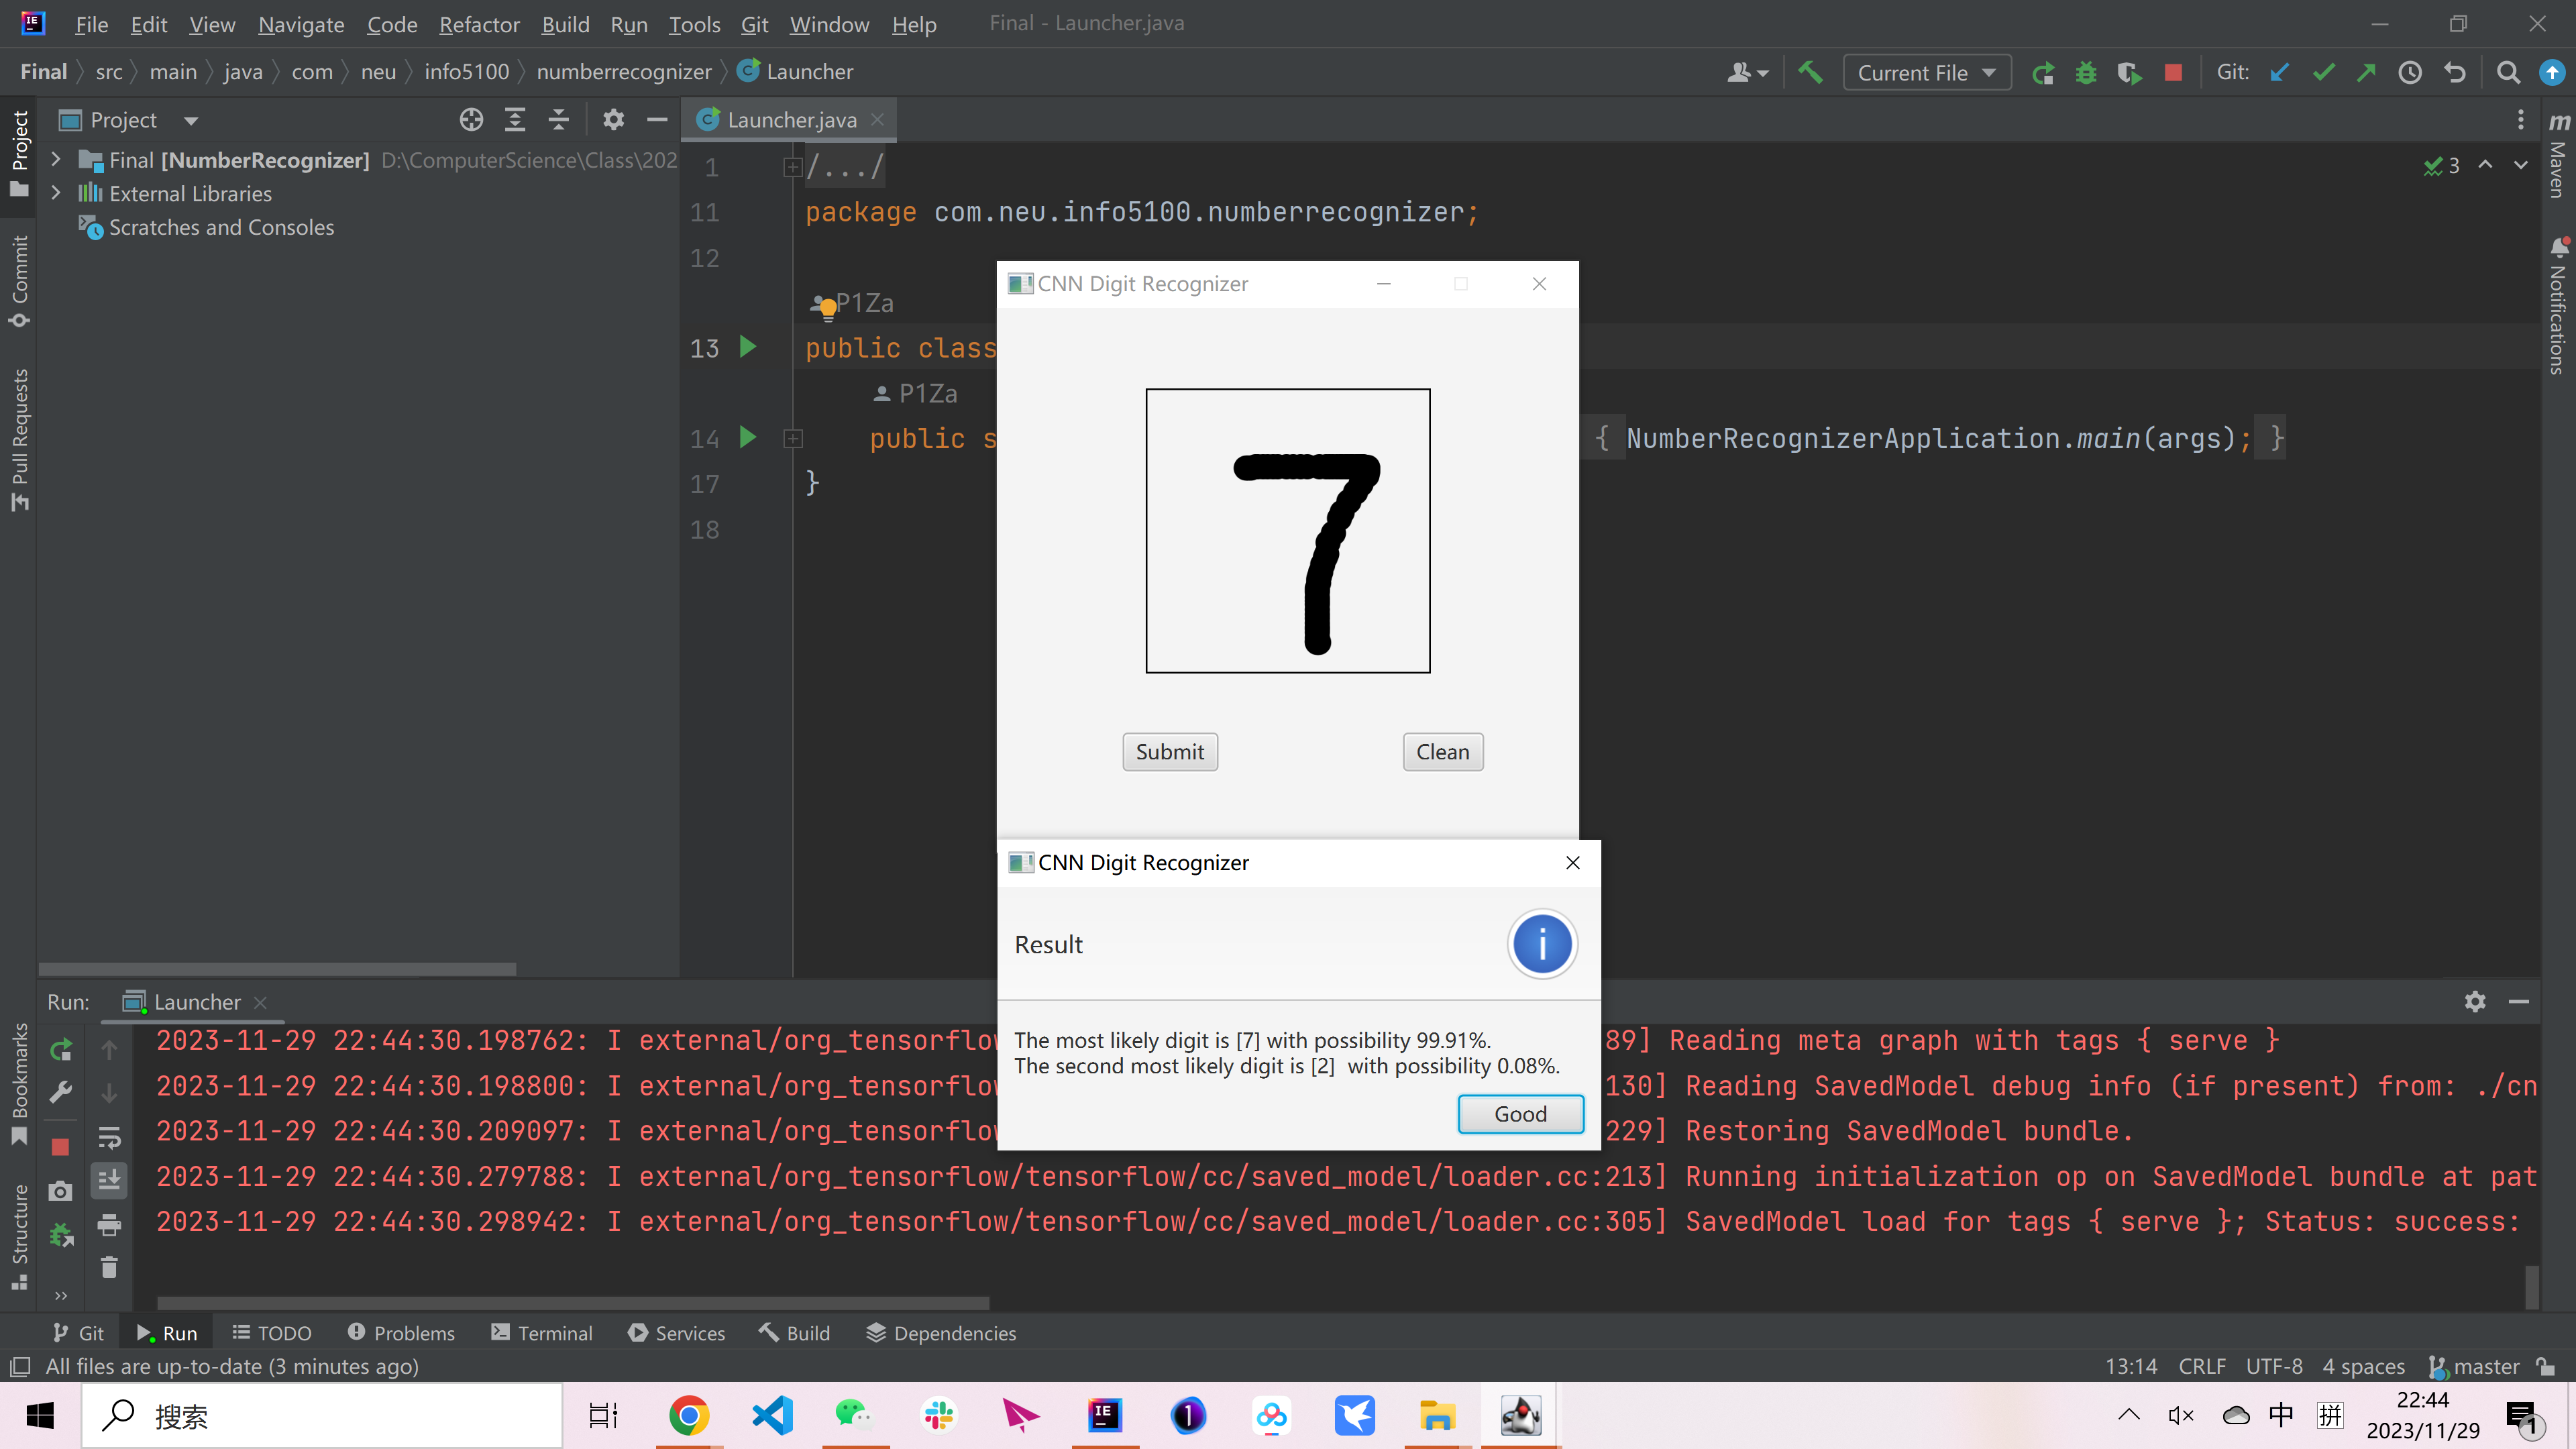 File Edit View Navigate Code Refactor Build Run Tools Git Window Help Final - Launcher.java
Final src main java com neu info5100 numberrecognizer Launcher Current File Git:
Project Launcher.java
Final [NumberRecognizer] D:\ComputerScience\Class\202
External Libraries
Scratches and Consoles
Project
Commit
Pull Requests
Bookmarks
Structure
1 /.../
11 package com.neu.info5100.numberrecognizer;
12
P1Za
13 public class
P1Za
14 public s { NumberRecognizerApplication.main(args); }
17 }
18
3
Maven
Notifications
CNN Digit Recognizer
7
Submit Clean
CNN Digit Recognizer
Result
The most likely digit is [7] with possibility 99.91%.
The second most likely digit is [2] with possibility 0.08%.
Good
Run: Launcher
2023-11-29 22:44:30.198762: I external/org_tensorflow 89] Reading meta graph with tags { serve }
2023-11-29 22:44:30.198800: I external/org_tensorflow :130] Reading SavedModel debug info (if present) from: ./cn
2023-11-29 22:44:30.209097: I external/org_tensorflow :229] Restoring SavedModel bundle.
2023-11-29 22:44:30.279788: I external/org_tensorflow/tensorflow/cc/saved_model/loader.cc:213] Running initialization op on SavedModel bundle at pat
2023-11-29 22:44:30.298942: I external/org_tensorflow/tensorflow/cc/saved_model/loader.cc:305] SavedModel load for tags { serve }; Status: success:
Git Run TODO Problems Terminal Services Build Dependencies
All files are up-to-date (3 minutes ago) 13:14 CRLF UTF-8 4 spaces master
搜索 中 拼 22:44
2023/11/29 1